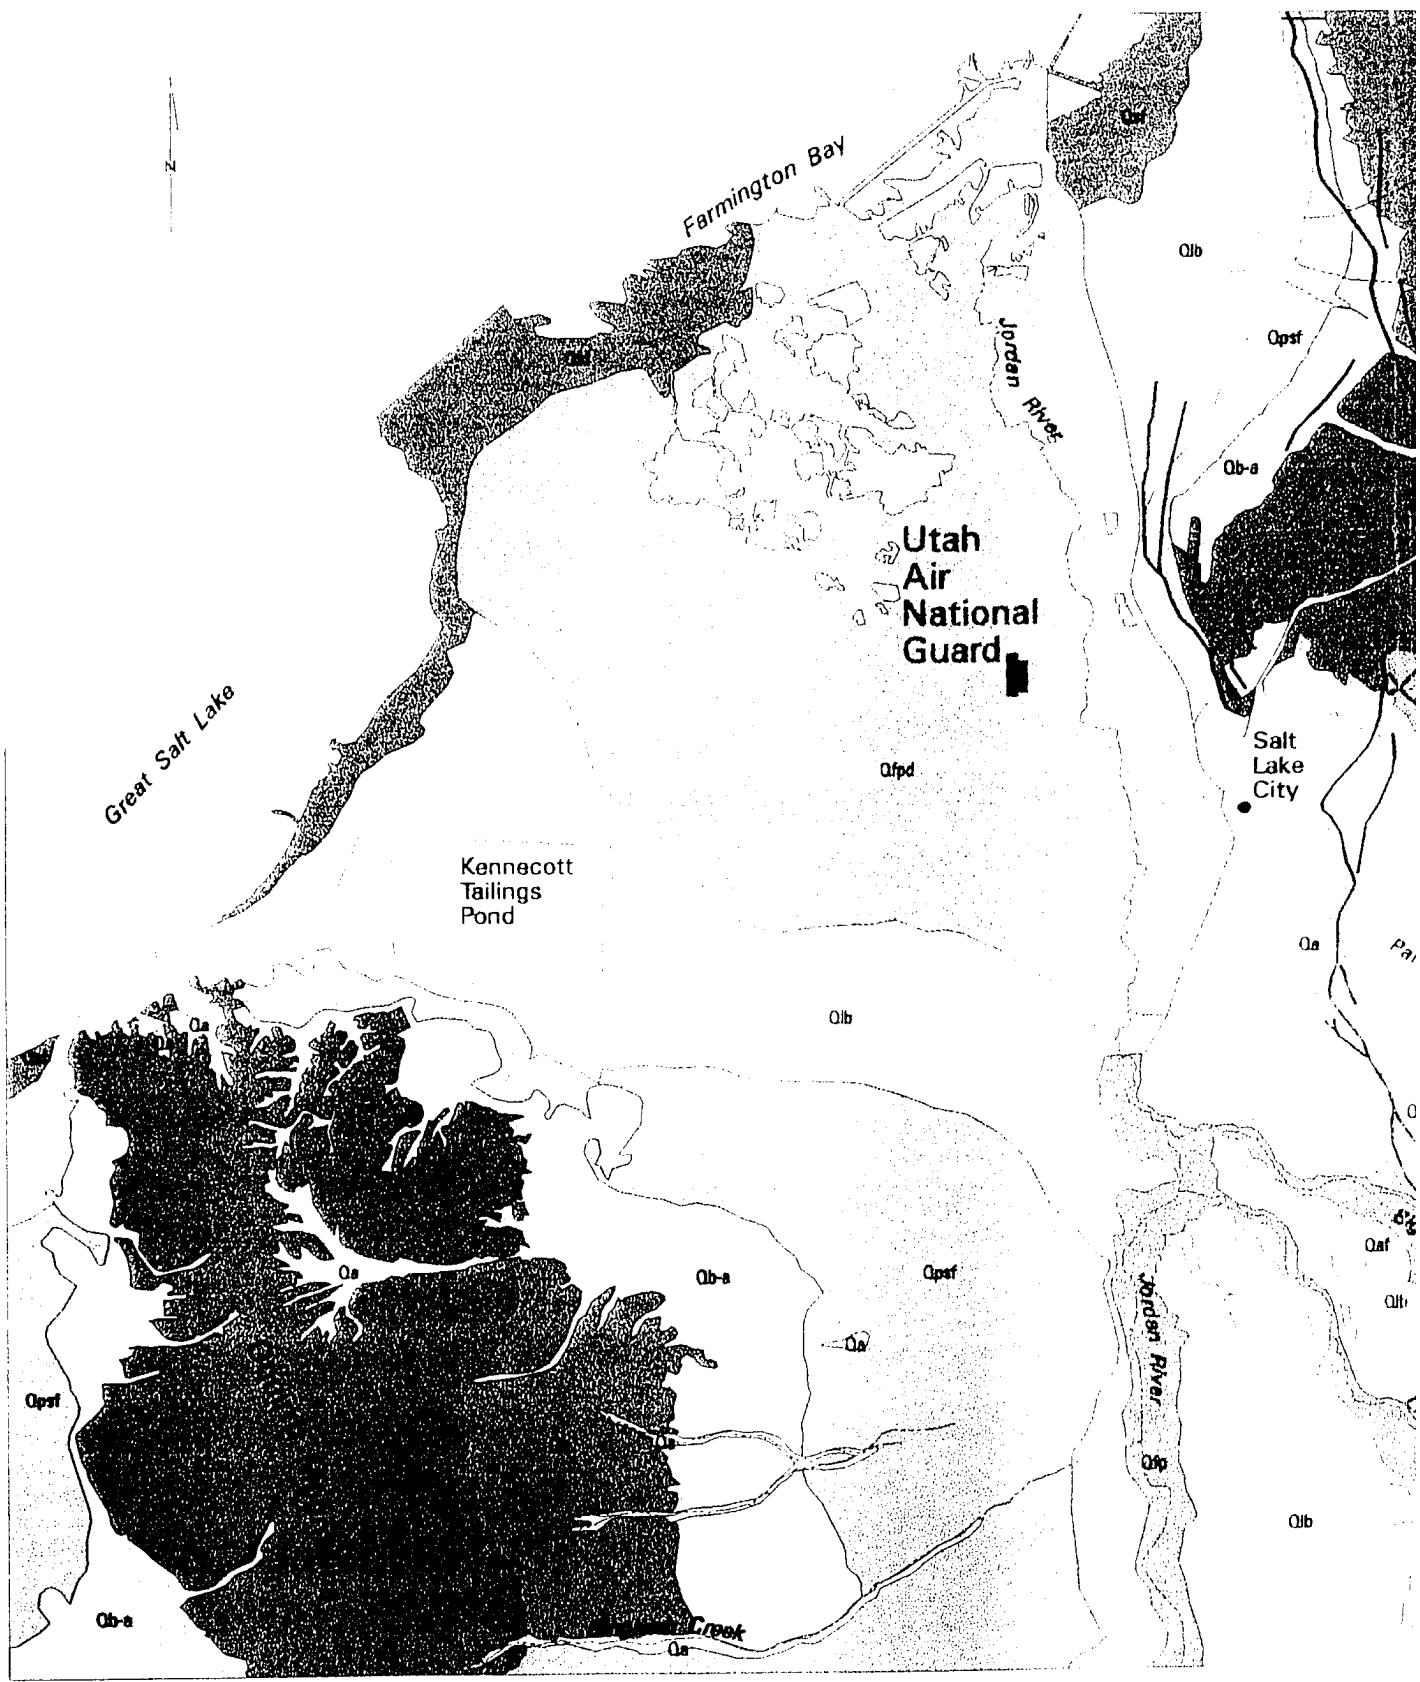 N
Farmington Bay
Qsf
Qlb
Jordan
River
Qpsf
Qb-a
Utah
Air
National
Guard
Great Salt Lake
Salt
Lake
City
Qfpd
Kennecott
Tailings
Pond
Qa
Qa
Qlb
Qaf
Qb-a
Qpsf
Qa
Qa
Jordan River
Qpsf
Qfp
Qlb
Qb-a
Creek
Qa